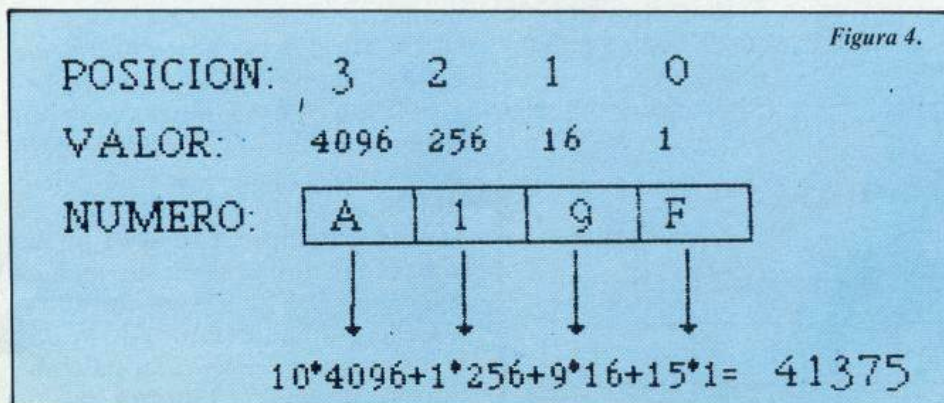 Figura 4.
POSICION: 3 2 1 0
VALOR: 4096 256 16 1
NUMERO: A 1 9 F
10*4096+1*256+9*16+15*1= 41375